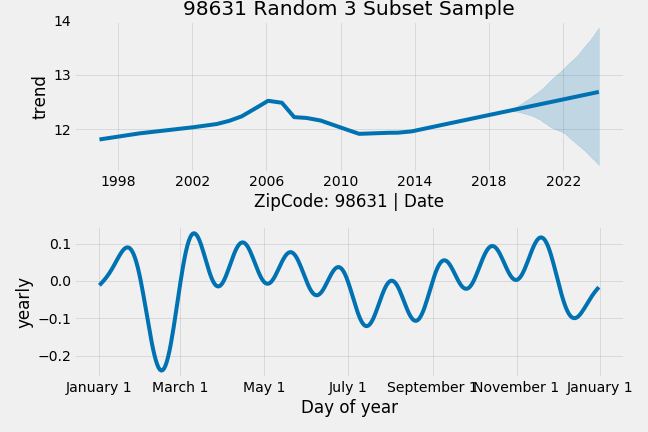 98631 Random 3 Subset Sample
14
13
12
trend
1998 2002 2006 2010 2014 2018 2022
ZipCode: 98631 | Date
0.1
0.0
−0.1
−0.2
yearly
January 1 March 1 May 1 July 1 September 1 November 1 January 1
Day of year